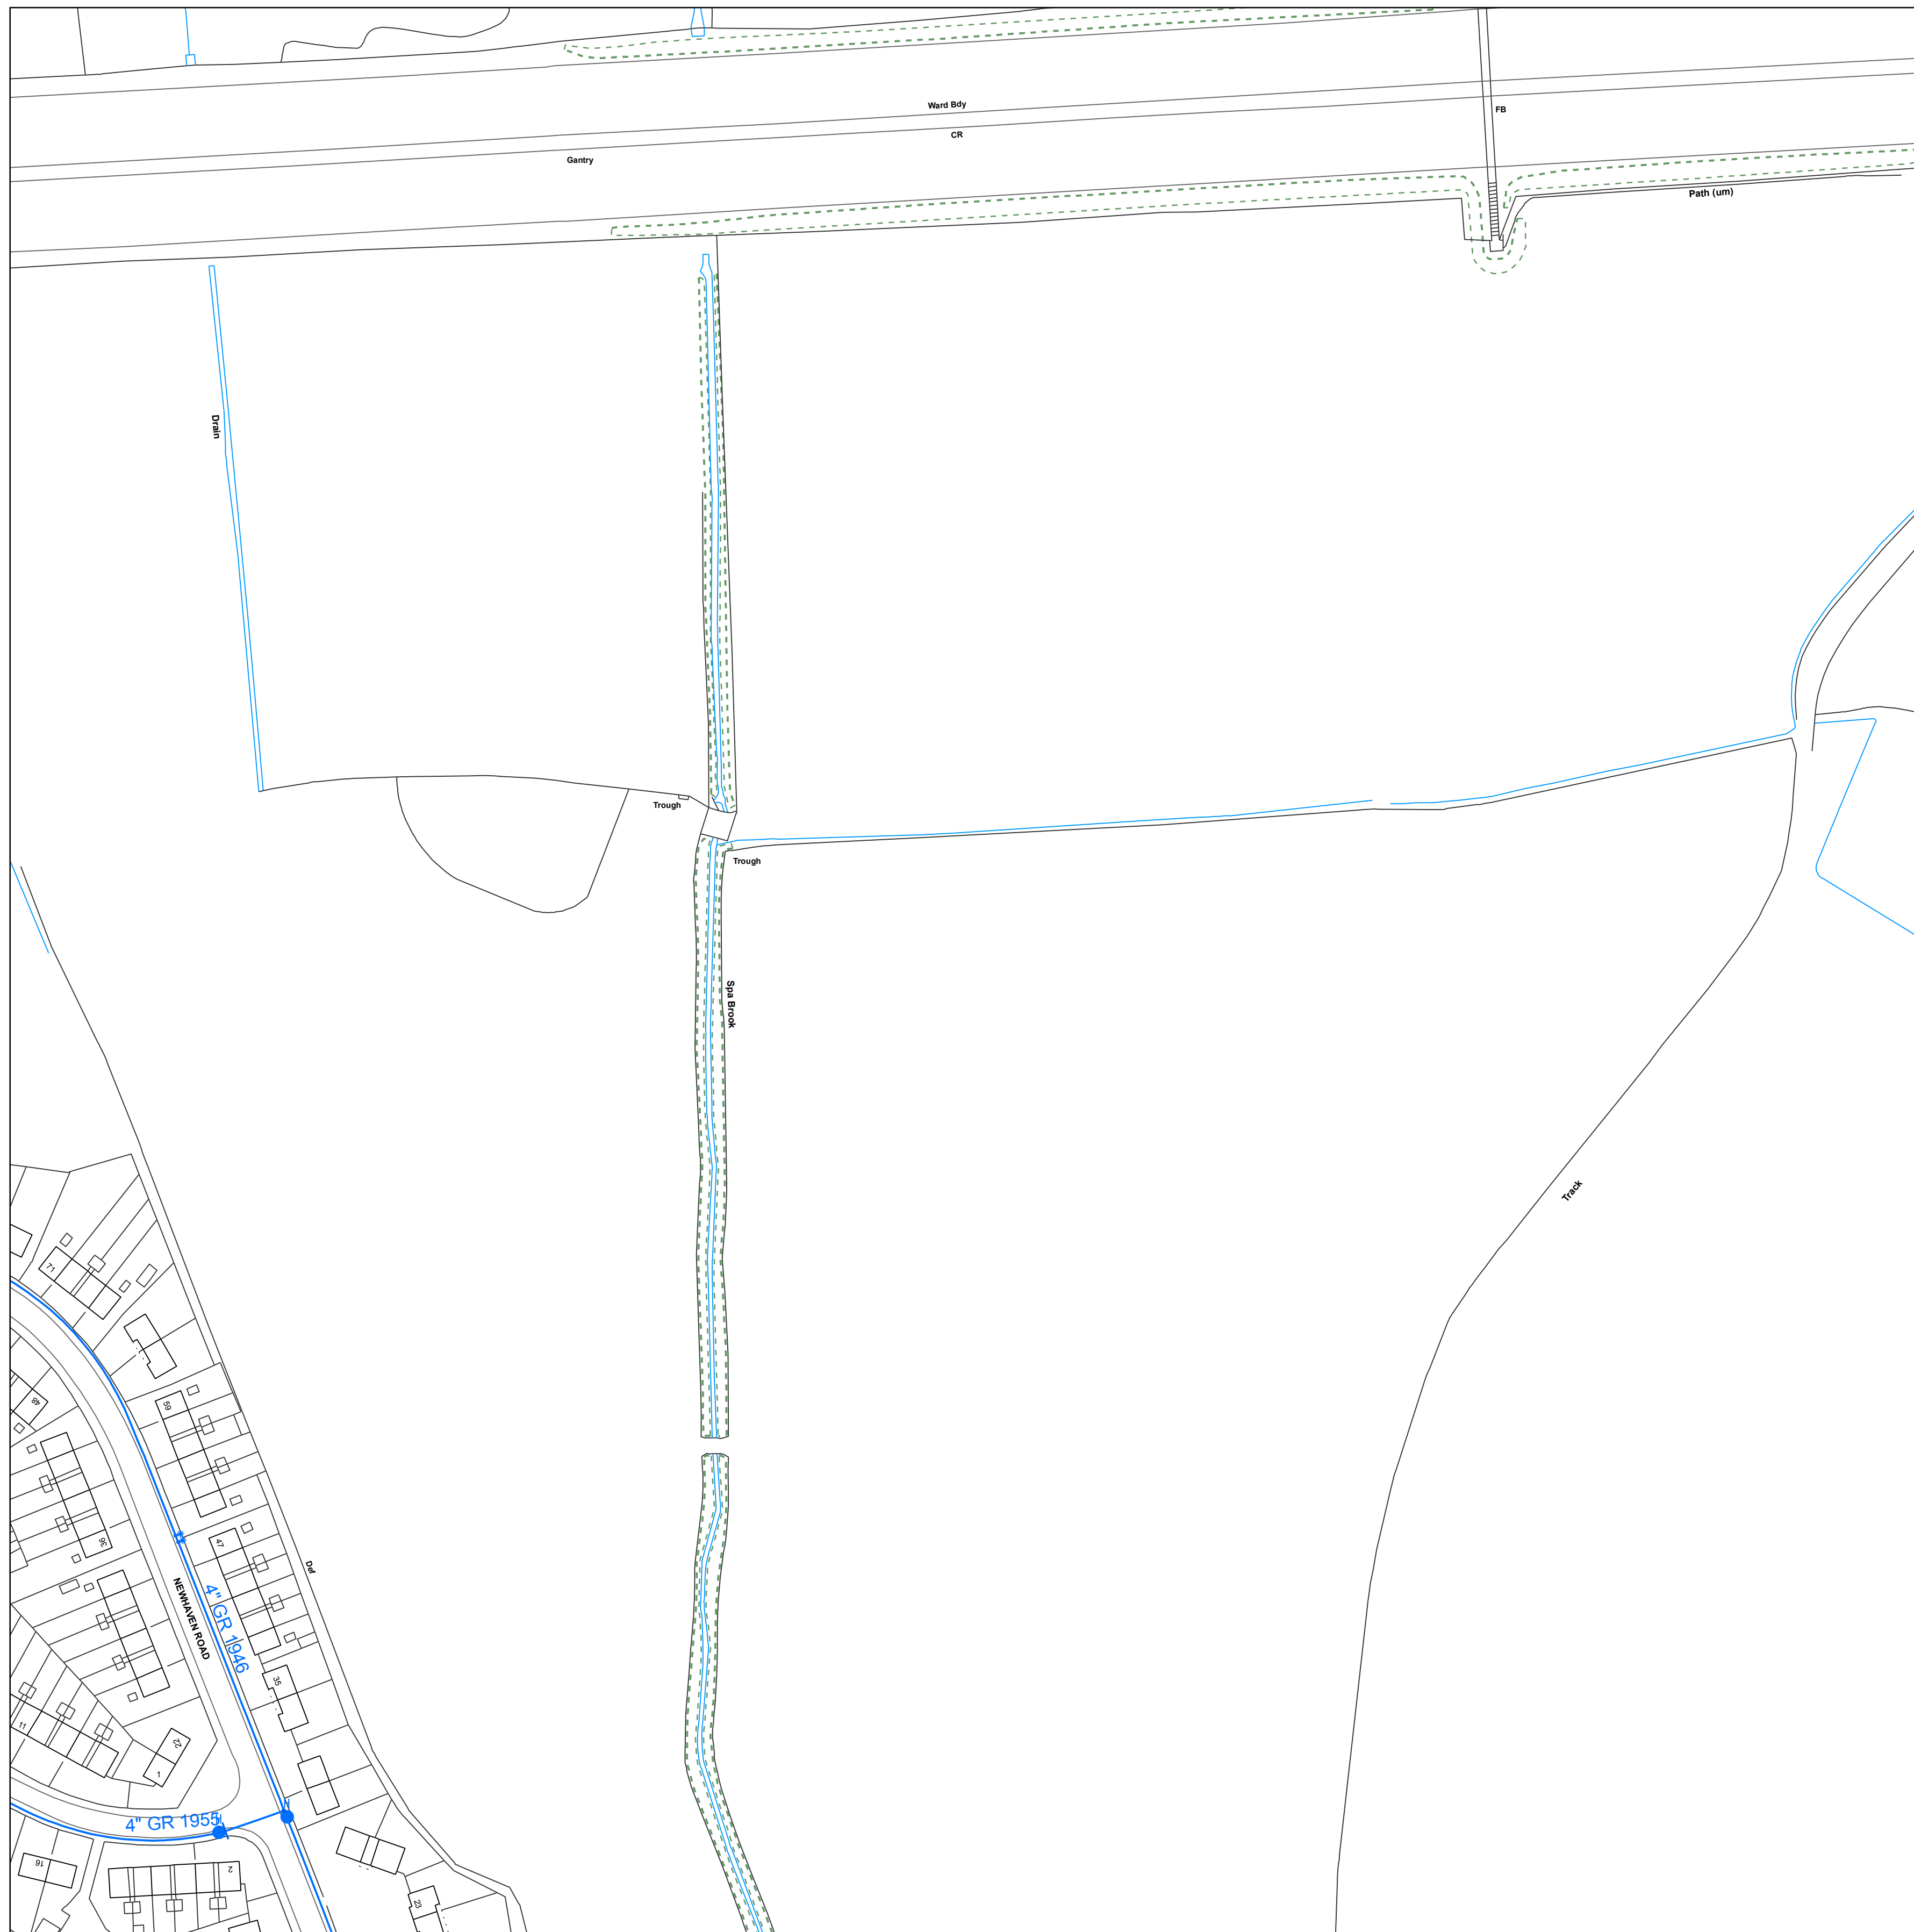 Ward Bdy
CR
FB
Gantry
Path (um)
Drain
Trough
Trough
Spa Brook
Track
71
59
48
36
47
Def
NEWHAVEN ROAD
4" GR 1946
35
11
22
1
H
4" GR 1955
H
16
2
23